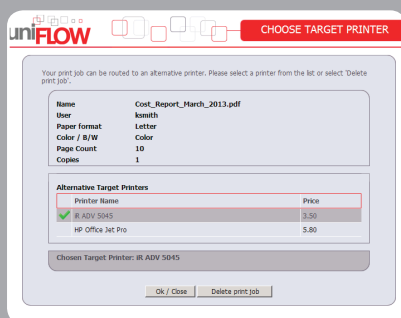 uniFLOW
CHOOSE TARGET PRINTER
Your print job can be routed to an alternative printer. Please select a printer from the list or select 'Delete
print job'.
Name Cost_Report_March_2013.pdf
User ksmith
Paper format Letter
Color / B/W Color
Page Count 10
Copies 1
Alternative Target Printers
Printer Name Price
iR ADV 5045 3.50
HP Office Jet Pro 5.80
Chosen Target Printer: iR ADV 5045
Ok / Close Delete print job